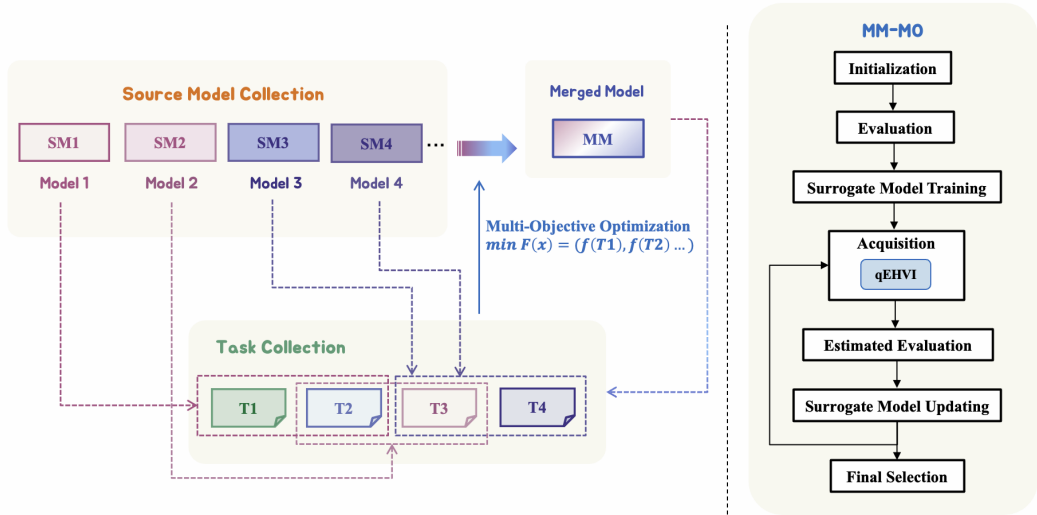 Source Model Collection
SM1
SM2
SM3
SM4
...
Model 1
Model 2
Model 3
Model 4
Merged Model
MM
Multi-Objective Optimization
min F(x) = (f(T1), f(T2) ... )
Task Collection
T1
T2
T3
T4
MM-MO
Initialization
Evaluation
Surrogate Model Training
Acquisition
qEHVI
Estimated Evaluation
Surrogate Model Updating
Final Selection